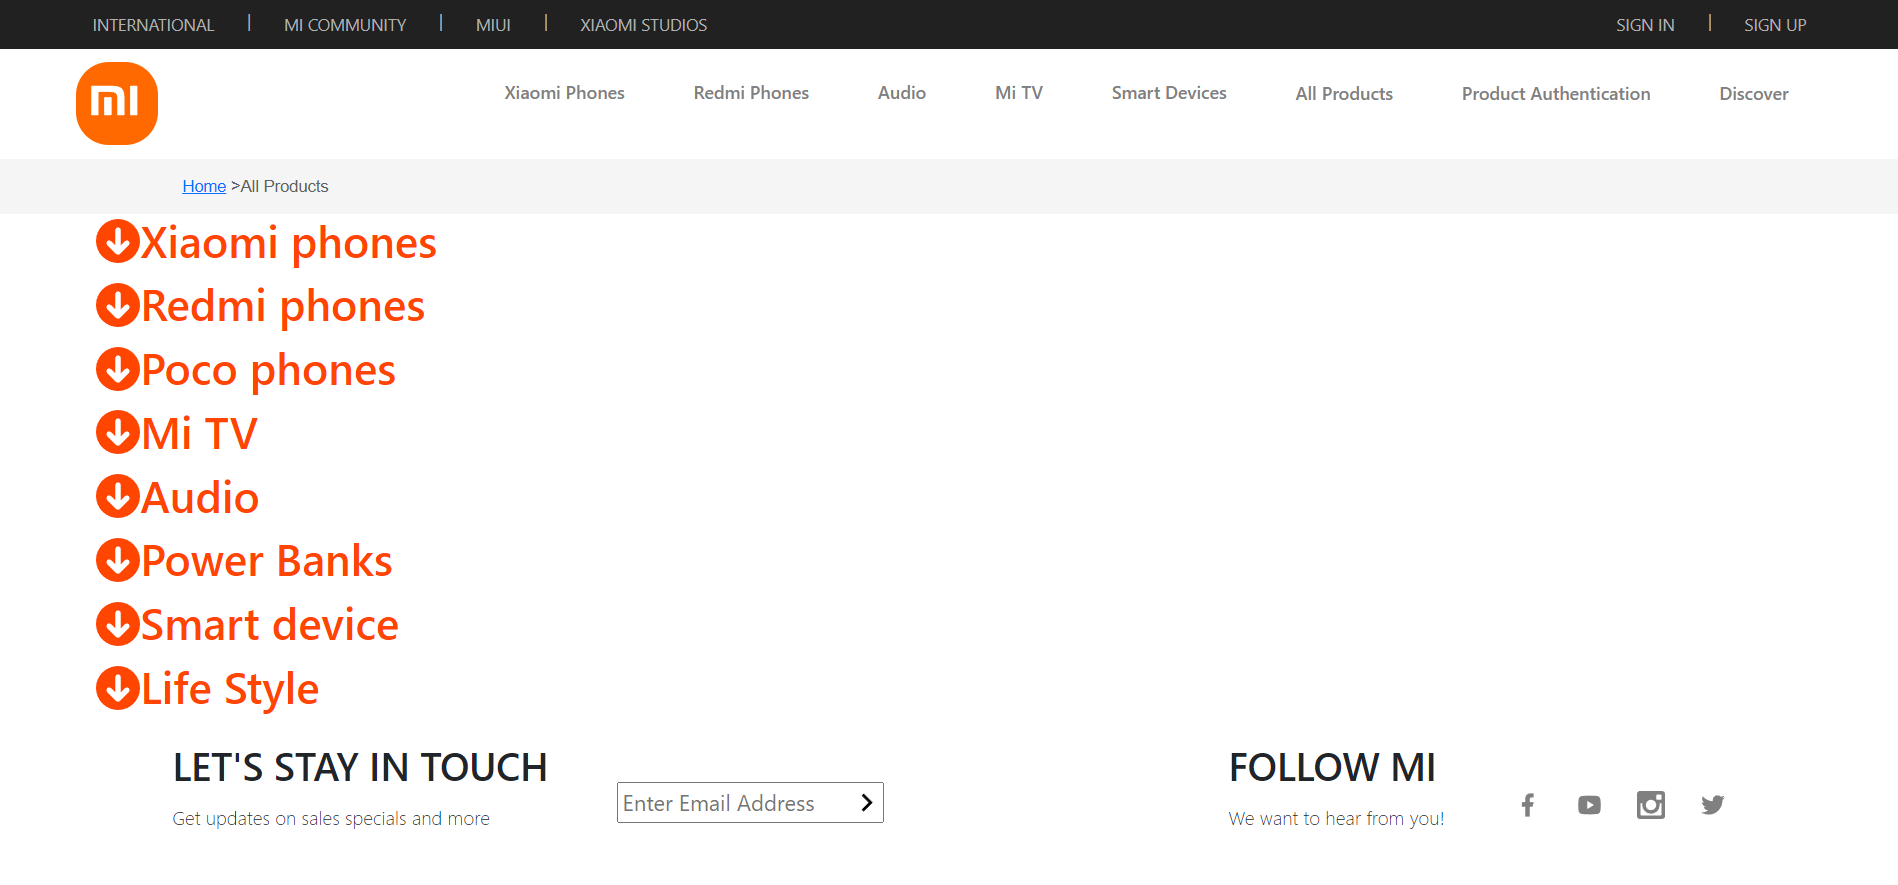 INTERNATIONAL | MI COMMUNITY | MIUI | XIAOMI STUDIOS SIGN IN | SIGN UP
mi
Xiaomi Phones Redmi Phones Audio Mi TV Smart Devices All Products Product Authentication Discover
Home >All Products
Xiaomi phones
Redmi phones
Poco phones
Mi TV
Audio
Power Banks
Smart device
Life Style
LET'S STAY IN TOUCH
Get updates on sales specials and more
Enter Email Address
FOLLOW MI
We want to hear from you!